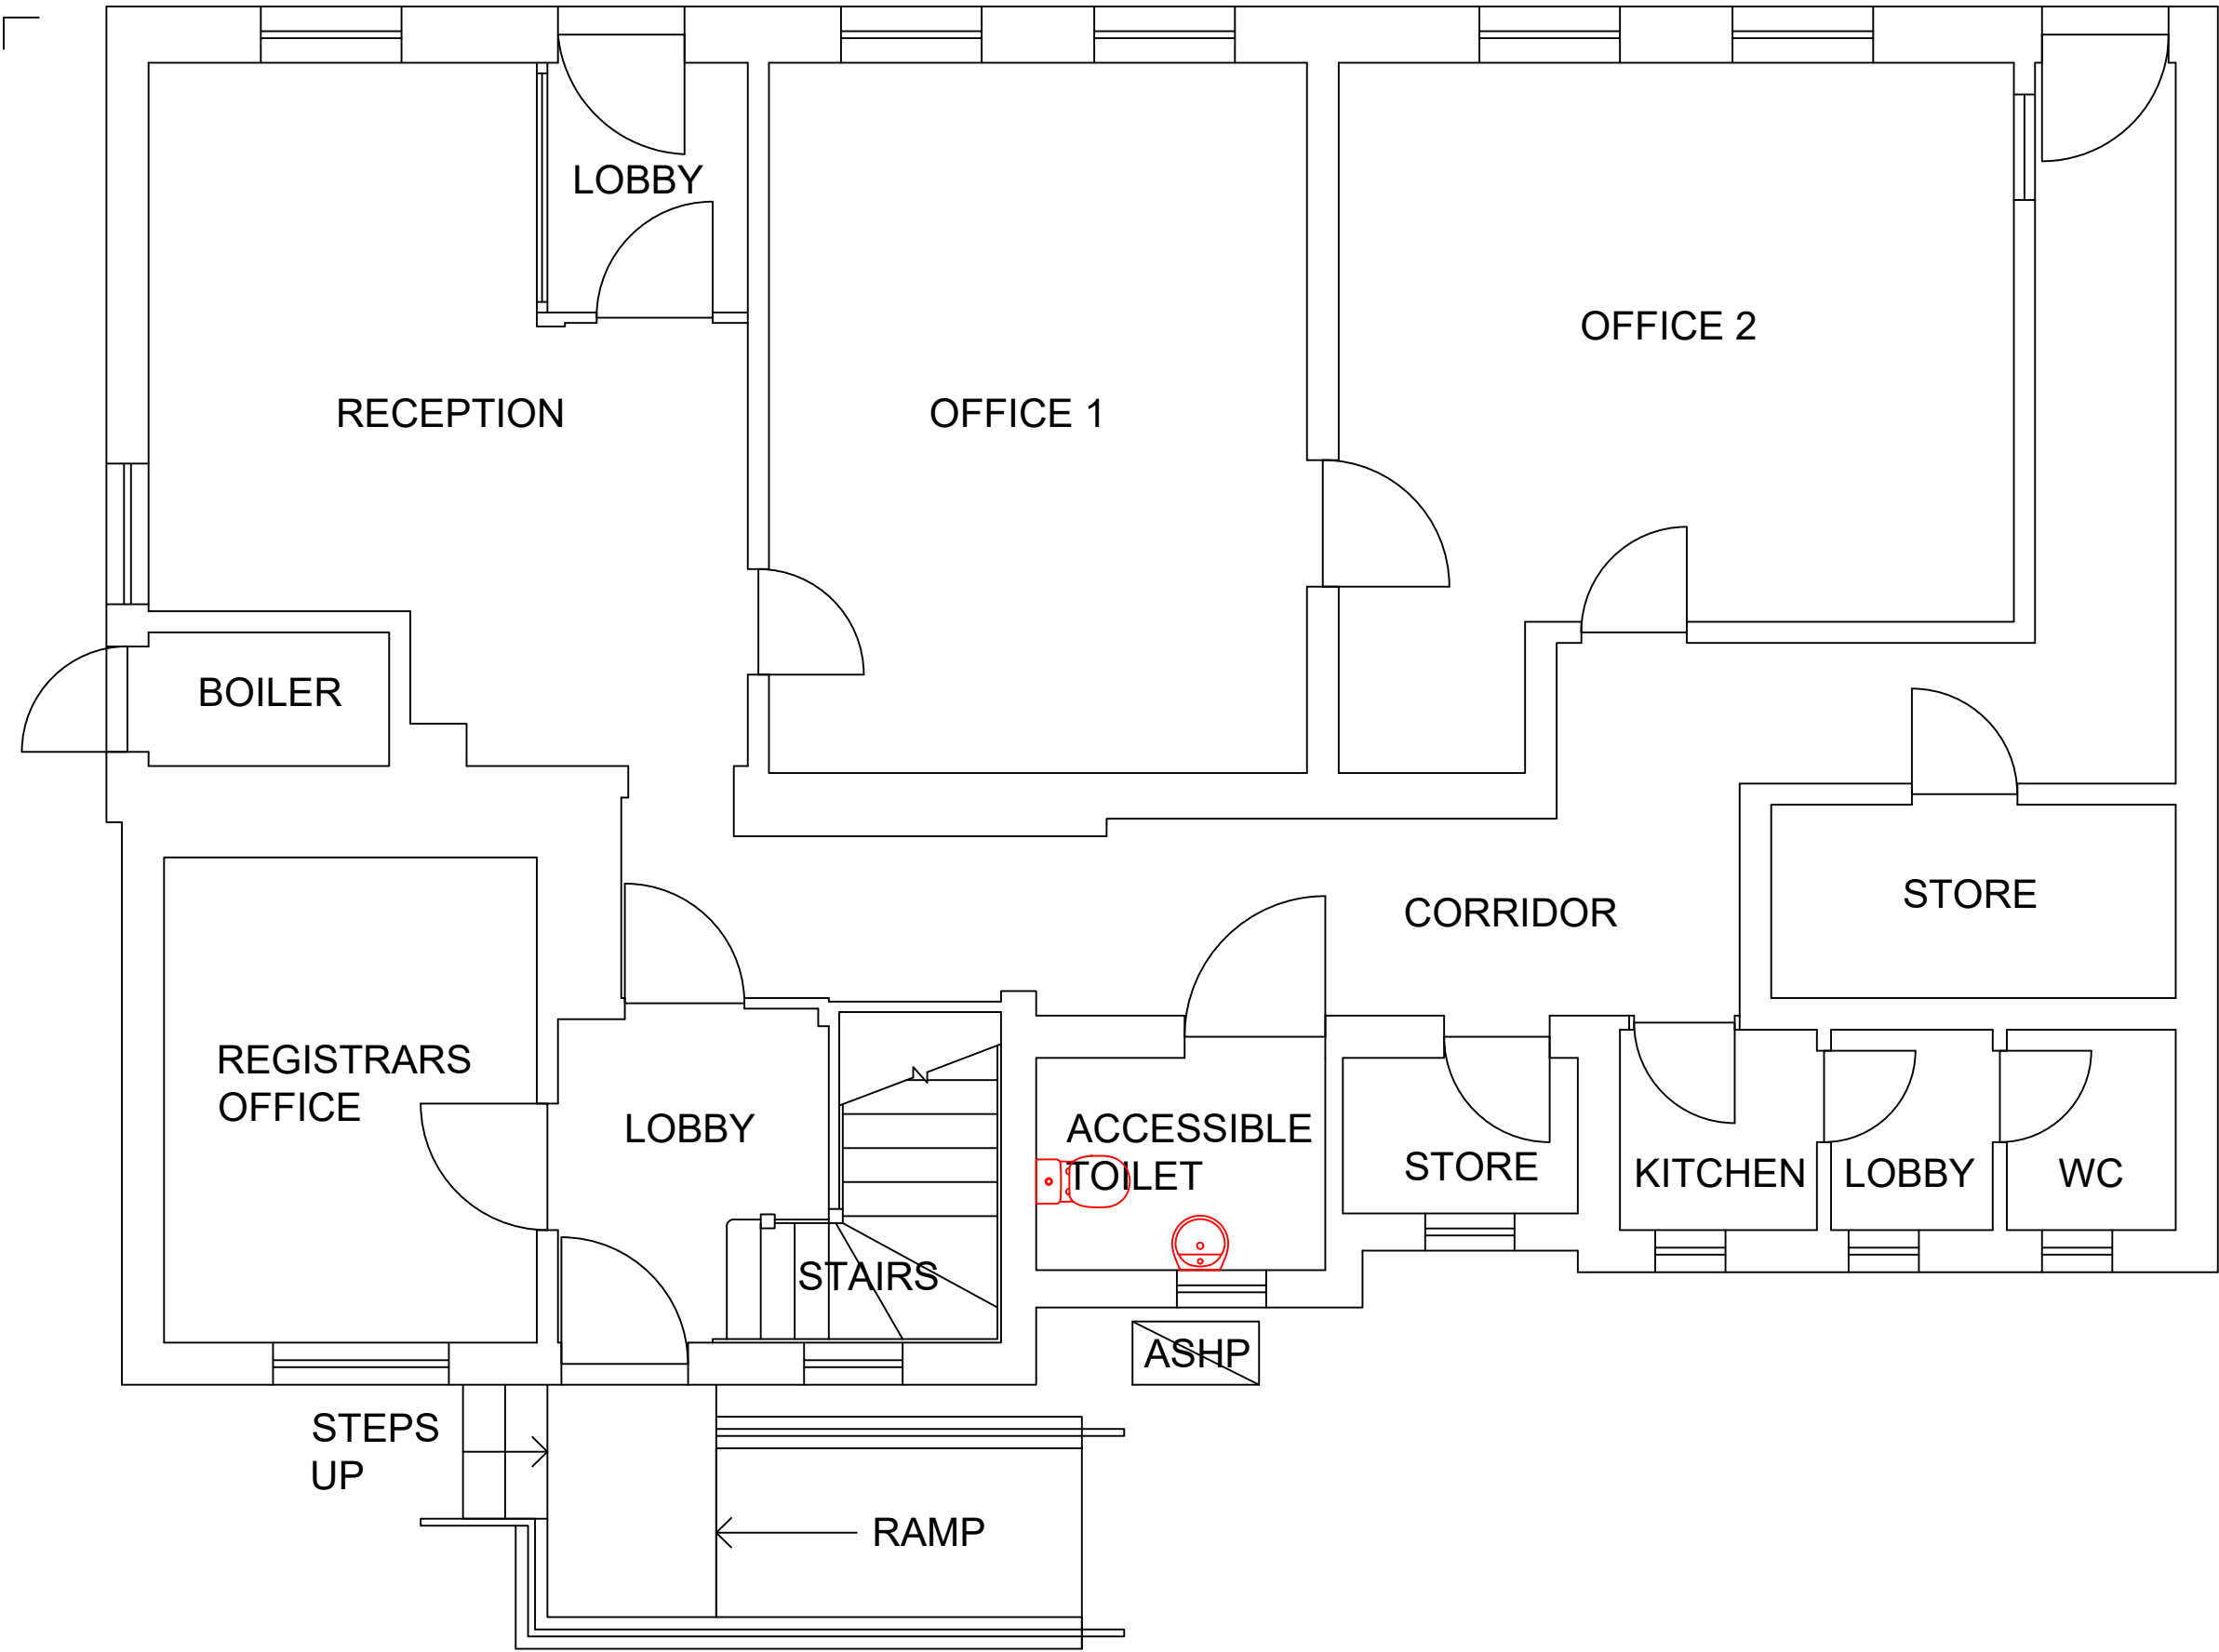 LOBBY
OFFICE 2
RECEPTION
OFFICE 1
BOILER
STORE
CORRIDOR
REGISTRARS
OFFICE
LOBBY
ACCESSIBLE
TOILET
STORE
KITCHEN
LOBBY
WC
STAIRS
ASHP
STEPS
UP
RAMP